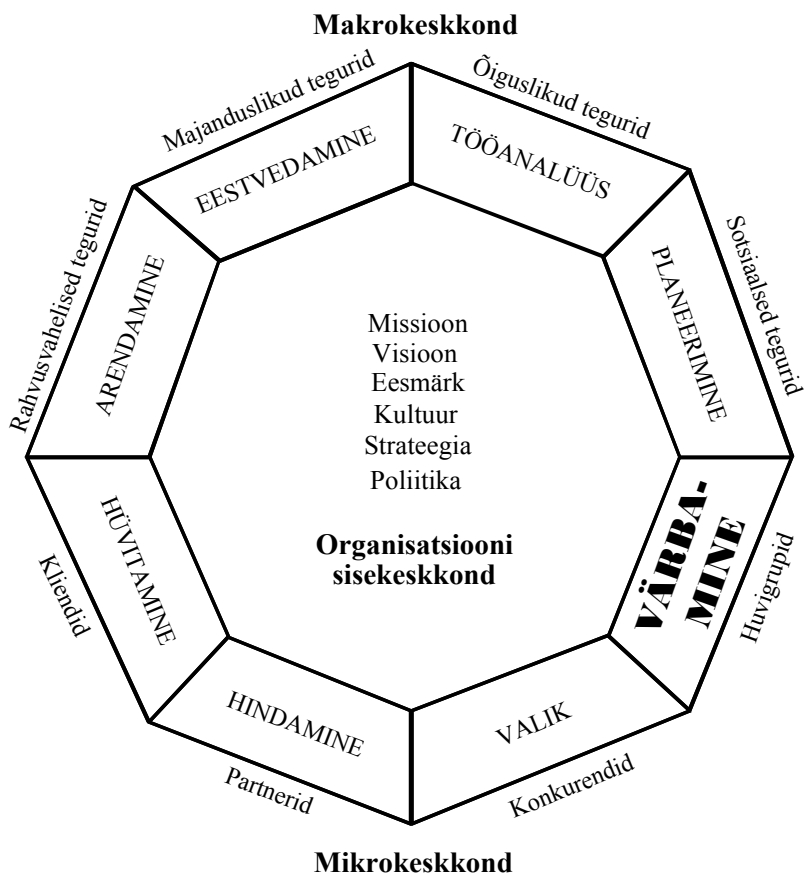 Makrokeskkond
Majanduslikud tegurid
Õiguslikud tegurid
EESTVEDAMINE
TÖÖANALÜÜS
Rahvusvahelised tegurid
ARENDAMINE
PLANEERIMINE
Sotsiaalsed tegurid
Missioon
Visioon
Eesmärk
Kultuur
Strateegia
Poliitika
Organisatsiooni
sisekeskkond
Kliendid
HÜVITAMINE
VÄRBA-
MINE
Huvigrupid
HINDAMINE
VALIK
Partnerid
Konkurendid
Mikrokeskkond